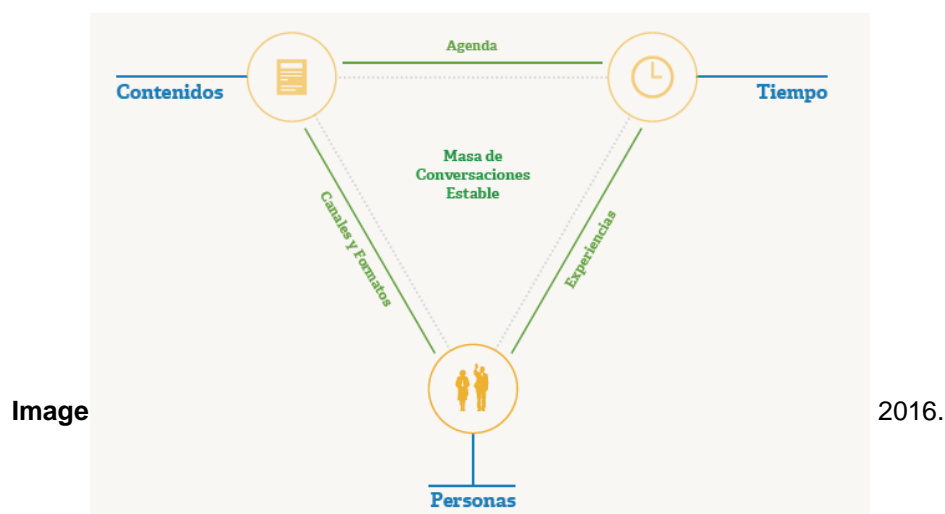 Agenda
Contenidos
Tiempo
Masa de
Conversaciones
Estable
Canales y Formatos
Experiencias
Image
2016.
Personas